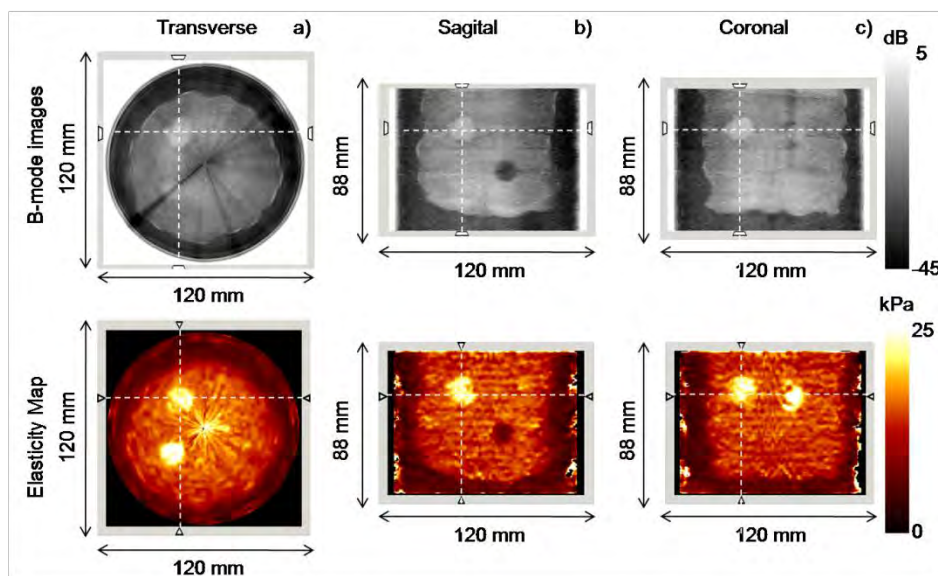 Transverse a) Sagital b) Coronal c) dB
5
B-mode images
120 mm
88 mm
88 mm
120 mm
120 mm
120 mm
-45
kPa
25
Elasticity Map
120 mm
88 mm
88 mm
0
120 mm
120 mm
120 mm